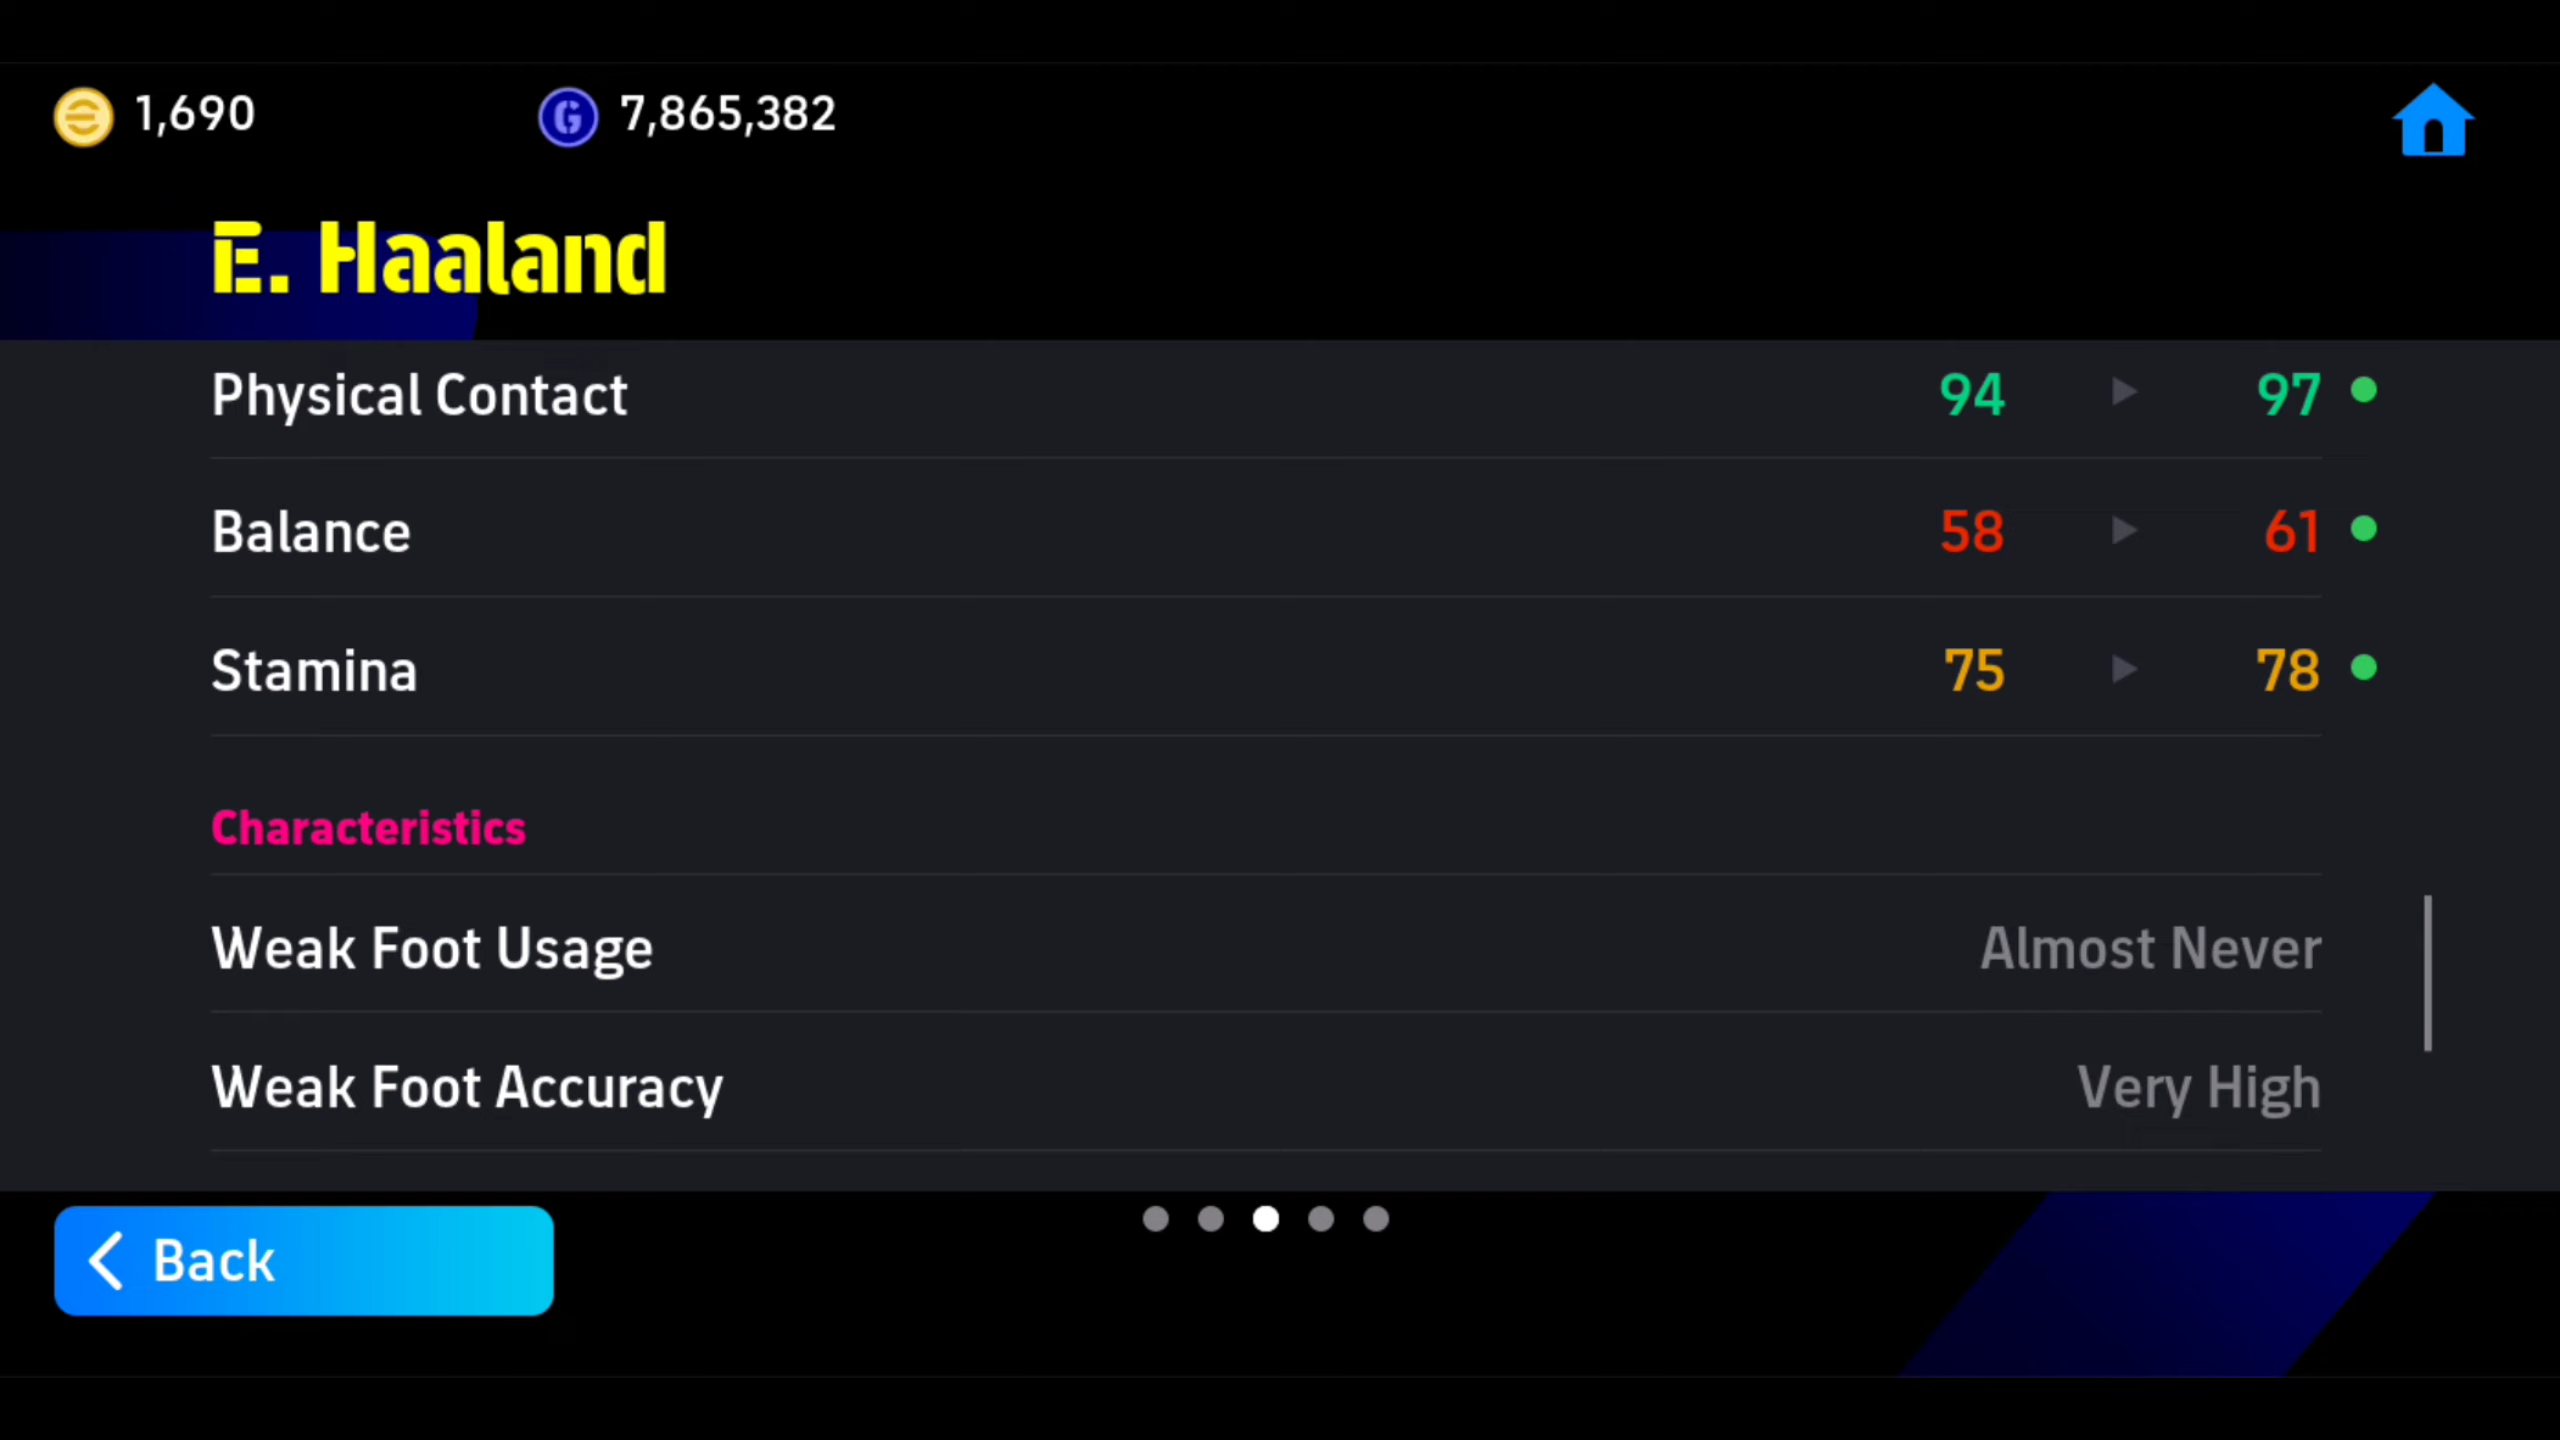 1,690 7,865,382
E. Haaland
Physical Contact 94 97
Balance 58 61
Stamina 75 78
Characteristics
Weak Foot Usage Almost Never
Weak Foot Accuracy Very High
Back